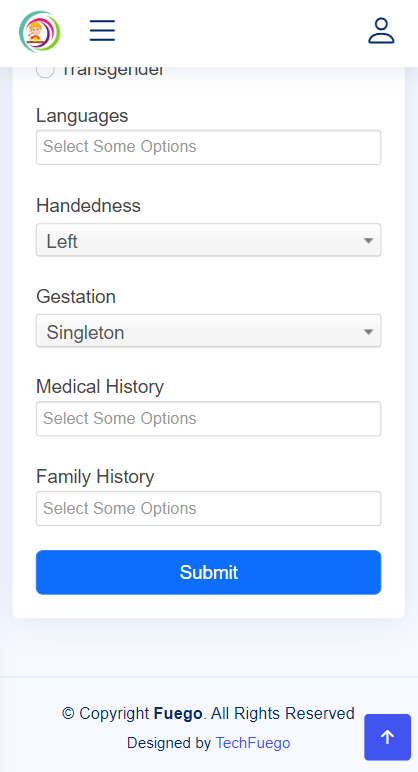 Transgender
Languages
Select Some Options
Handedness
Left
Gestation
Singleton
Medical History
Select Some Options
Family History
Select Some Options
Submit
© Copyright Fuego. All Rights Reserved
Designed by TechFuego